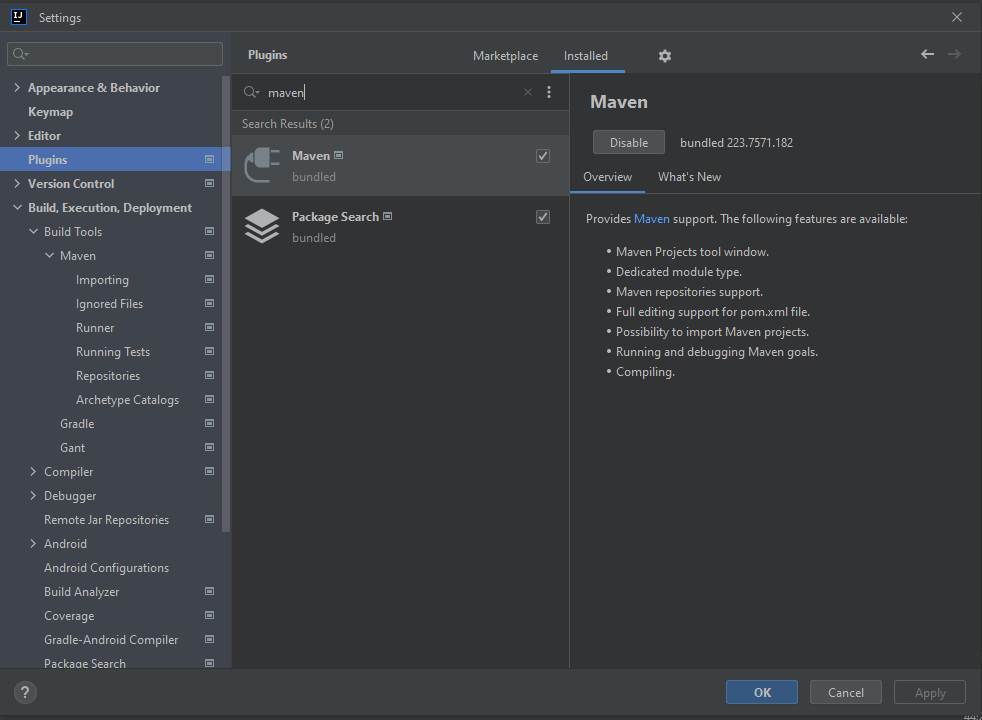 Settings
Appearance & Behavior
Keymap
Editor
Plugins
Version Control
Build, Execution, Deployment
Build Tools
Maven
Importing
Ignored Files
Runner
Running Tests
Repositories
Archetype Catalogs
Gradle
Gant
Compiler
Debugger
Remote Jar Repositories
Android
Android Configurations
Build Analyzer
Coverage
Gradle-Android Compiler
Package Search
Plugins
Marketplace
Installed
maven
Search Results (2)
Maven
bundled
Package Search
bundled
Maven
Disable
bundled 223.7571.182
Overview
What's New
Provides Maven support. The following features are available:
• Maven Projects tool window.
• Dedicated module type.
• Maven repositories support.
• Full editing support for pom.xml file.
• Possibility to import Maven projects.
• Running and debugging Maven goals.
• Compiling.
?
OK
Cancel
Apply